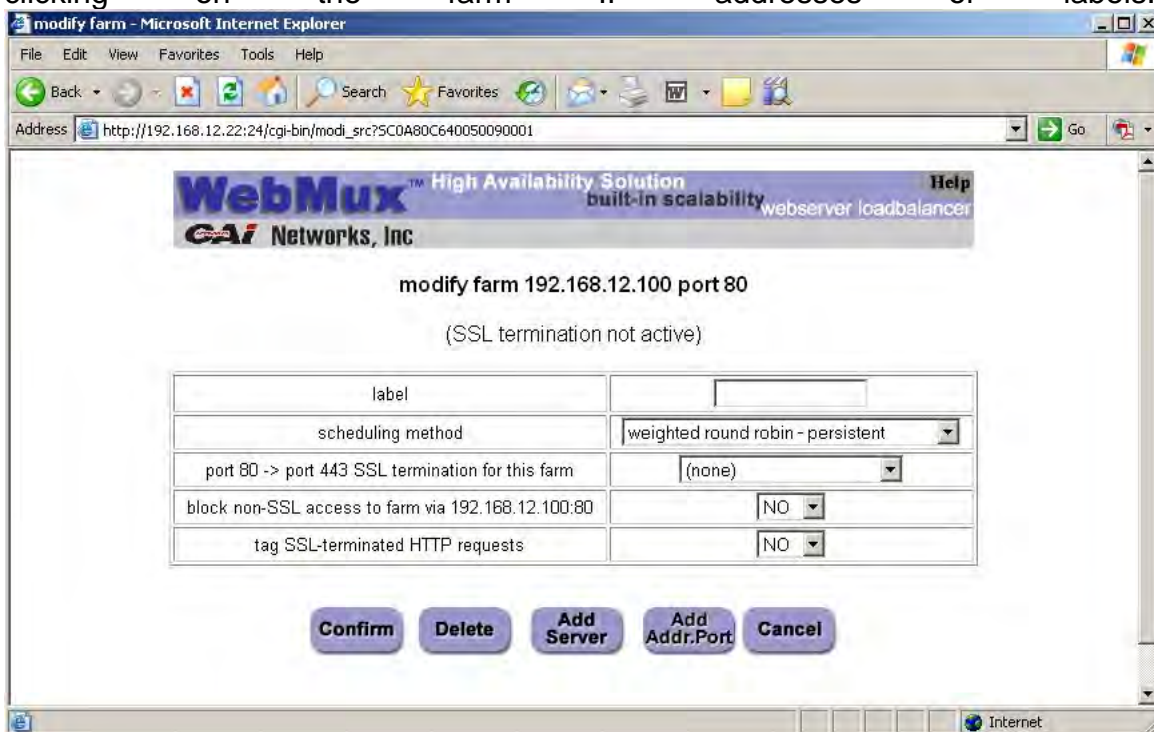 clicking on the farm IP addresses or labels.
modify farm - Microsoft Internet Explorer
File Edit View Favorites Tools Help
Back Search Favorites
Address http://192.168.12.22:24/cgi-bin/modi_src?SC0A80C640050090001 Go
WebMux™ High Availability Solution Help
built-in scalability webserver loadbalancer
CAi Networks, Inc
modify farm 192.168.12.100 port 80
(SSL termination not active)
label
scheduling method weighted round robin - persistent
port 80 -> port 443 SSL termination for this farm (none)
block non-SSL access to farm via 192.168.12.100:80 NO
tag SSL-terminated HTTP requests NO
Confirm Delete Add Server Add Addr.Port Cancel
Internet